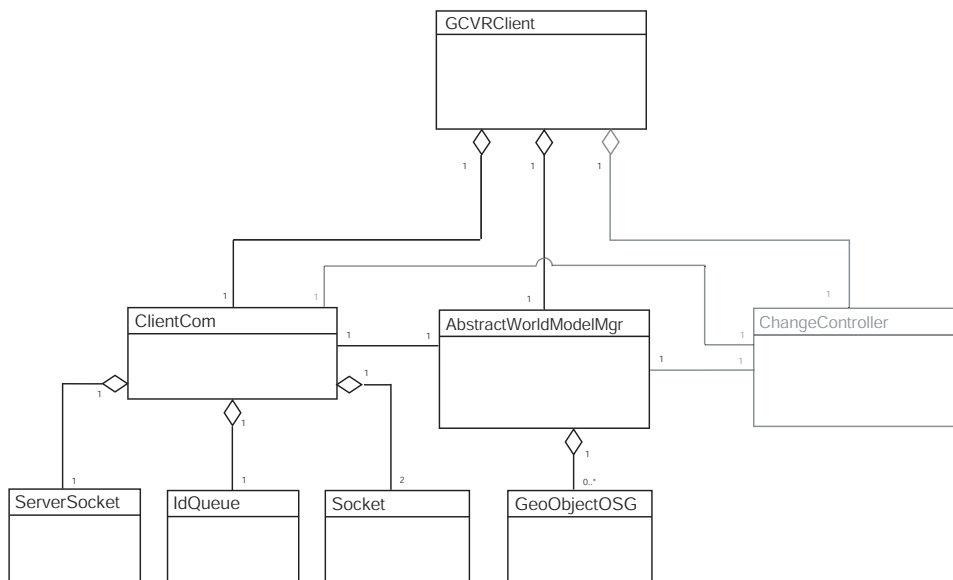 GCVRClient
1 1 1
1 1 1 1
ClientCom AbstractWorldModelMgr ChangeController
1 1 1
1 1
1 1
1 1
1 1 2 0..*
ServerSocket IdQueue Socket GeoObjectOSG